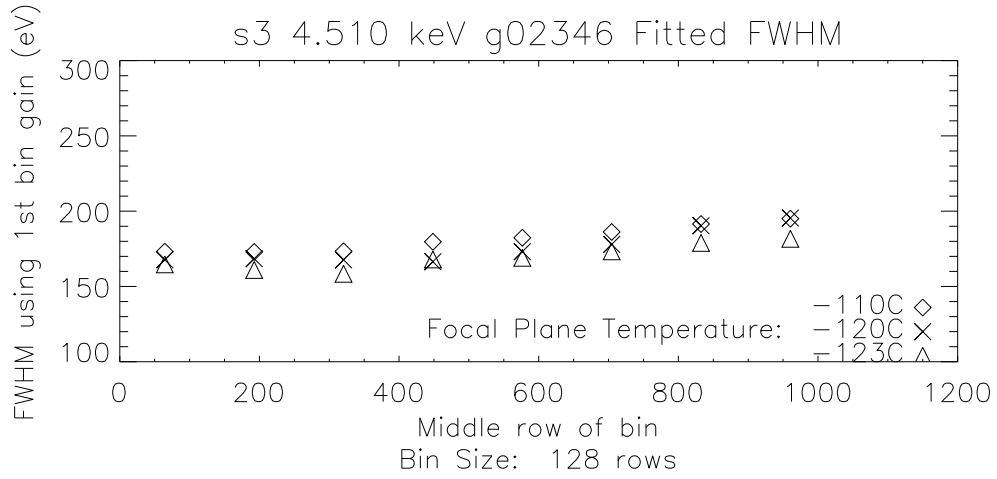 s3 4.510 keV g02346 Fitted FWHM
FWHM using 1st bin gain (eV)
300
250
200
150
100
−110C
Focal Plane Temperature: −120C
−123C
0 200 400 600 800 1000 1200
Middle row of bin
Bin Size: 128 rows